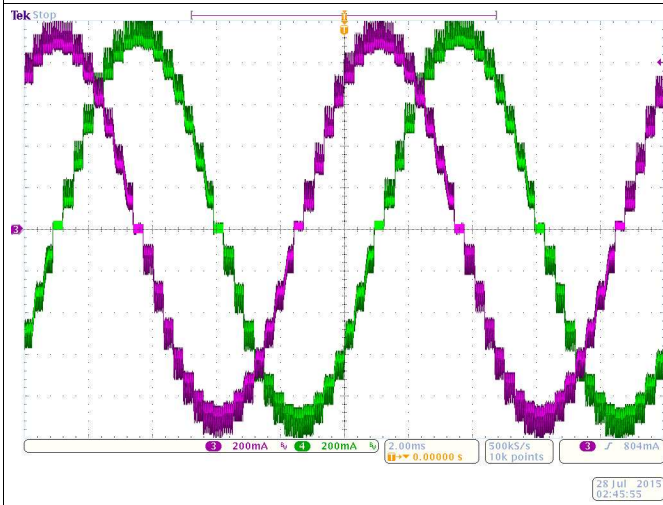 Tek Stop
T
T
3
3 200mA 4 200mA
2.00ms
T 0.00000 s
500kS/s
10k points
3 804mA
28 Jul 2015
02:45:55